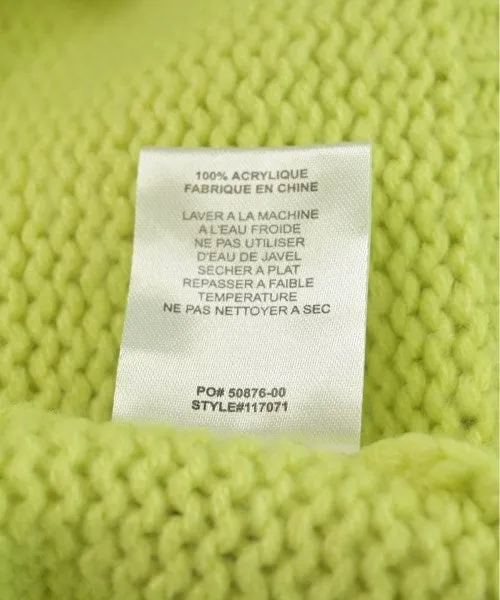 100% ACRYLIQUE
FABRIQUE EN CHINE
LAVER A LA MACHINE
A L'EAU FROIDE
NE PAS UTILISER
D'EAU DE JAVEL
SECHER A PLAT
REPASSER A FAIBLE
TEMPERATURE
NE PAS NETTOYER A SEC
PO# 50876-00
STYLE#117071